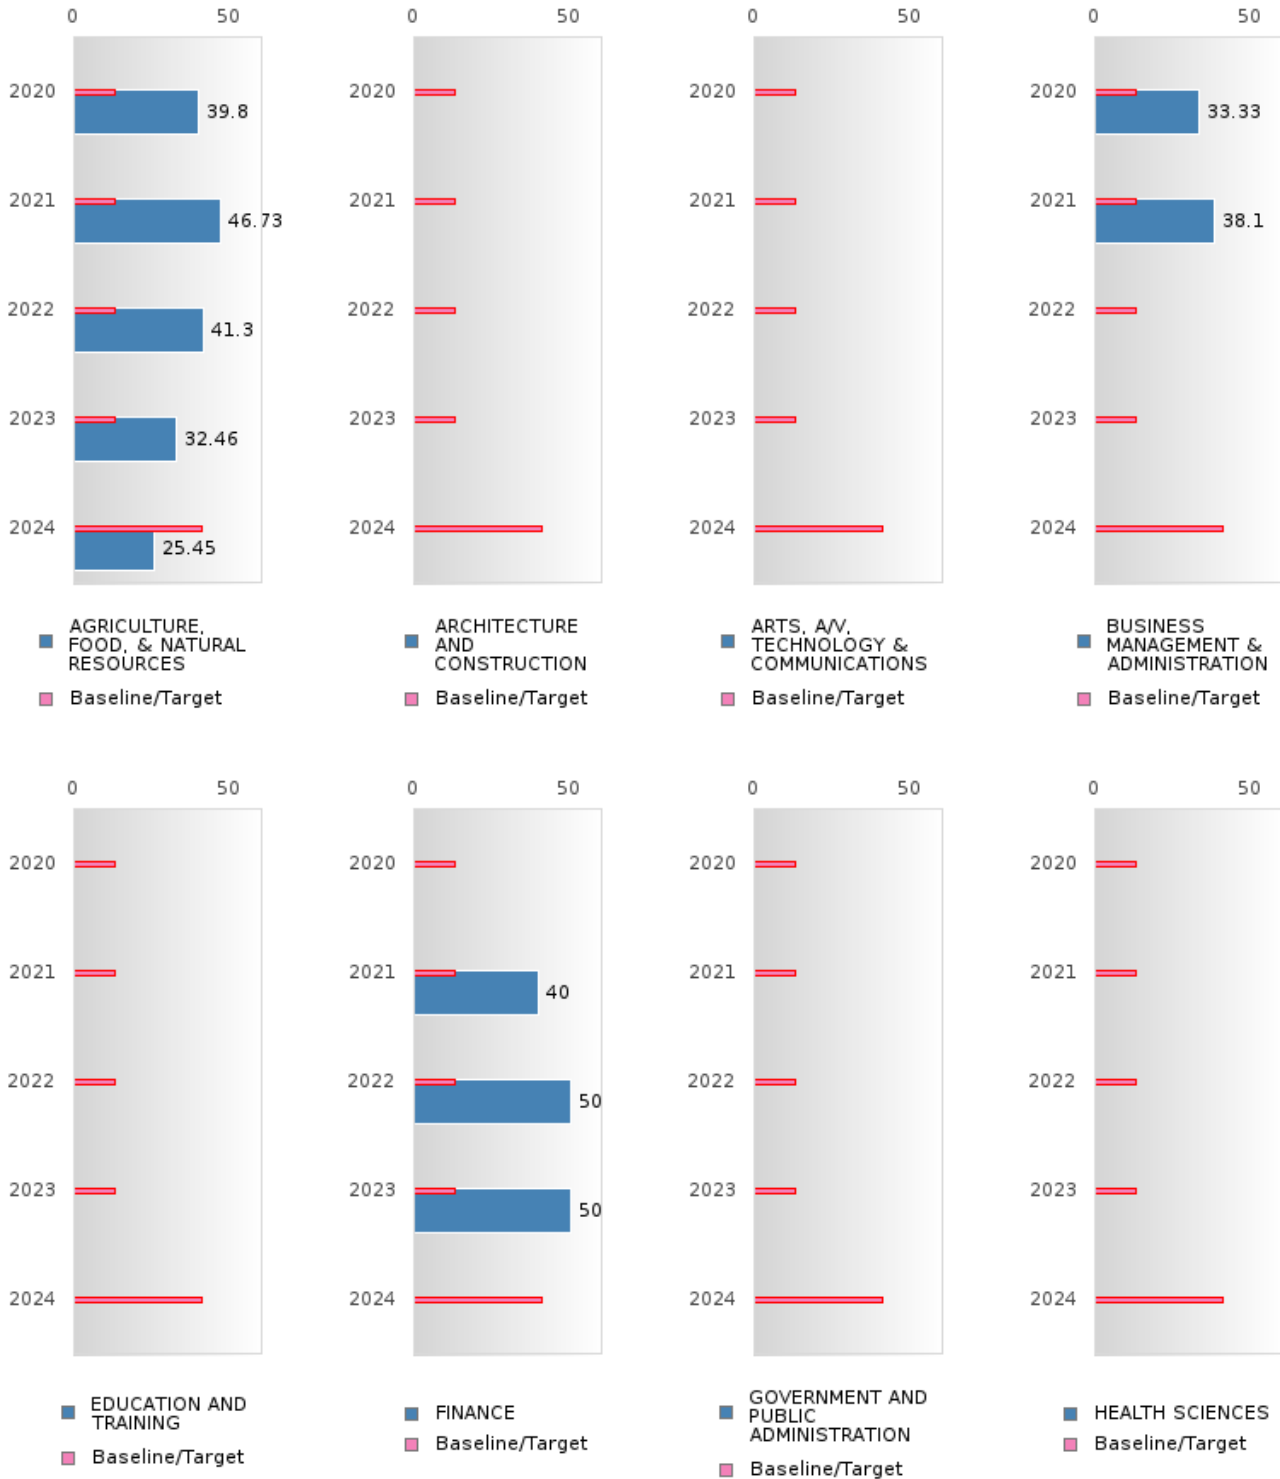 0 50
2020
39.8
2021
46.73
2022
41.3
2023
32.46
2024
25.45
AGRICULTURE,
FOOD, & NATURAL
RESOURCES
Baseline/Target
0 50
2020
2021
2022
2023
2024
ARCHITECTURE
AND
CONSTRUCTION
Baseline/Target
0 50
2020
2021
2022
2023
2024
ARTS, A/V,
TECHNOLOGY &
COMMUNICATIONS
Baseline/Target
0 50
2020
33.33
2021
38.1
2022
2023
2024
BUSINESS
MANAGEMENT &
ADMINISTRATION
Baseline/Target
0 50
2020
2021
2022
2023
2024
EDUCATION AND
TRAINING
Baseline/Target
0 50
2020
2021
40
2022
50
2023
50
2024
FINANCE
Baseline/Target
0 50
2020
2021
2022
2023
2024
GOVERNMENT AND
PUBLIC
ADMINISTRATION
Baseline/Target
0 50
2020
2021
2022
2023
2024
HEALTH SCIENCES
Baseline/Target